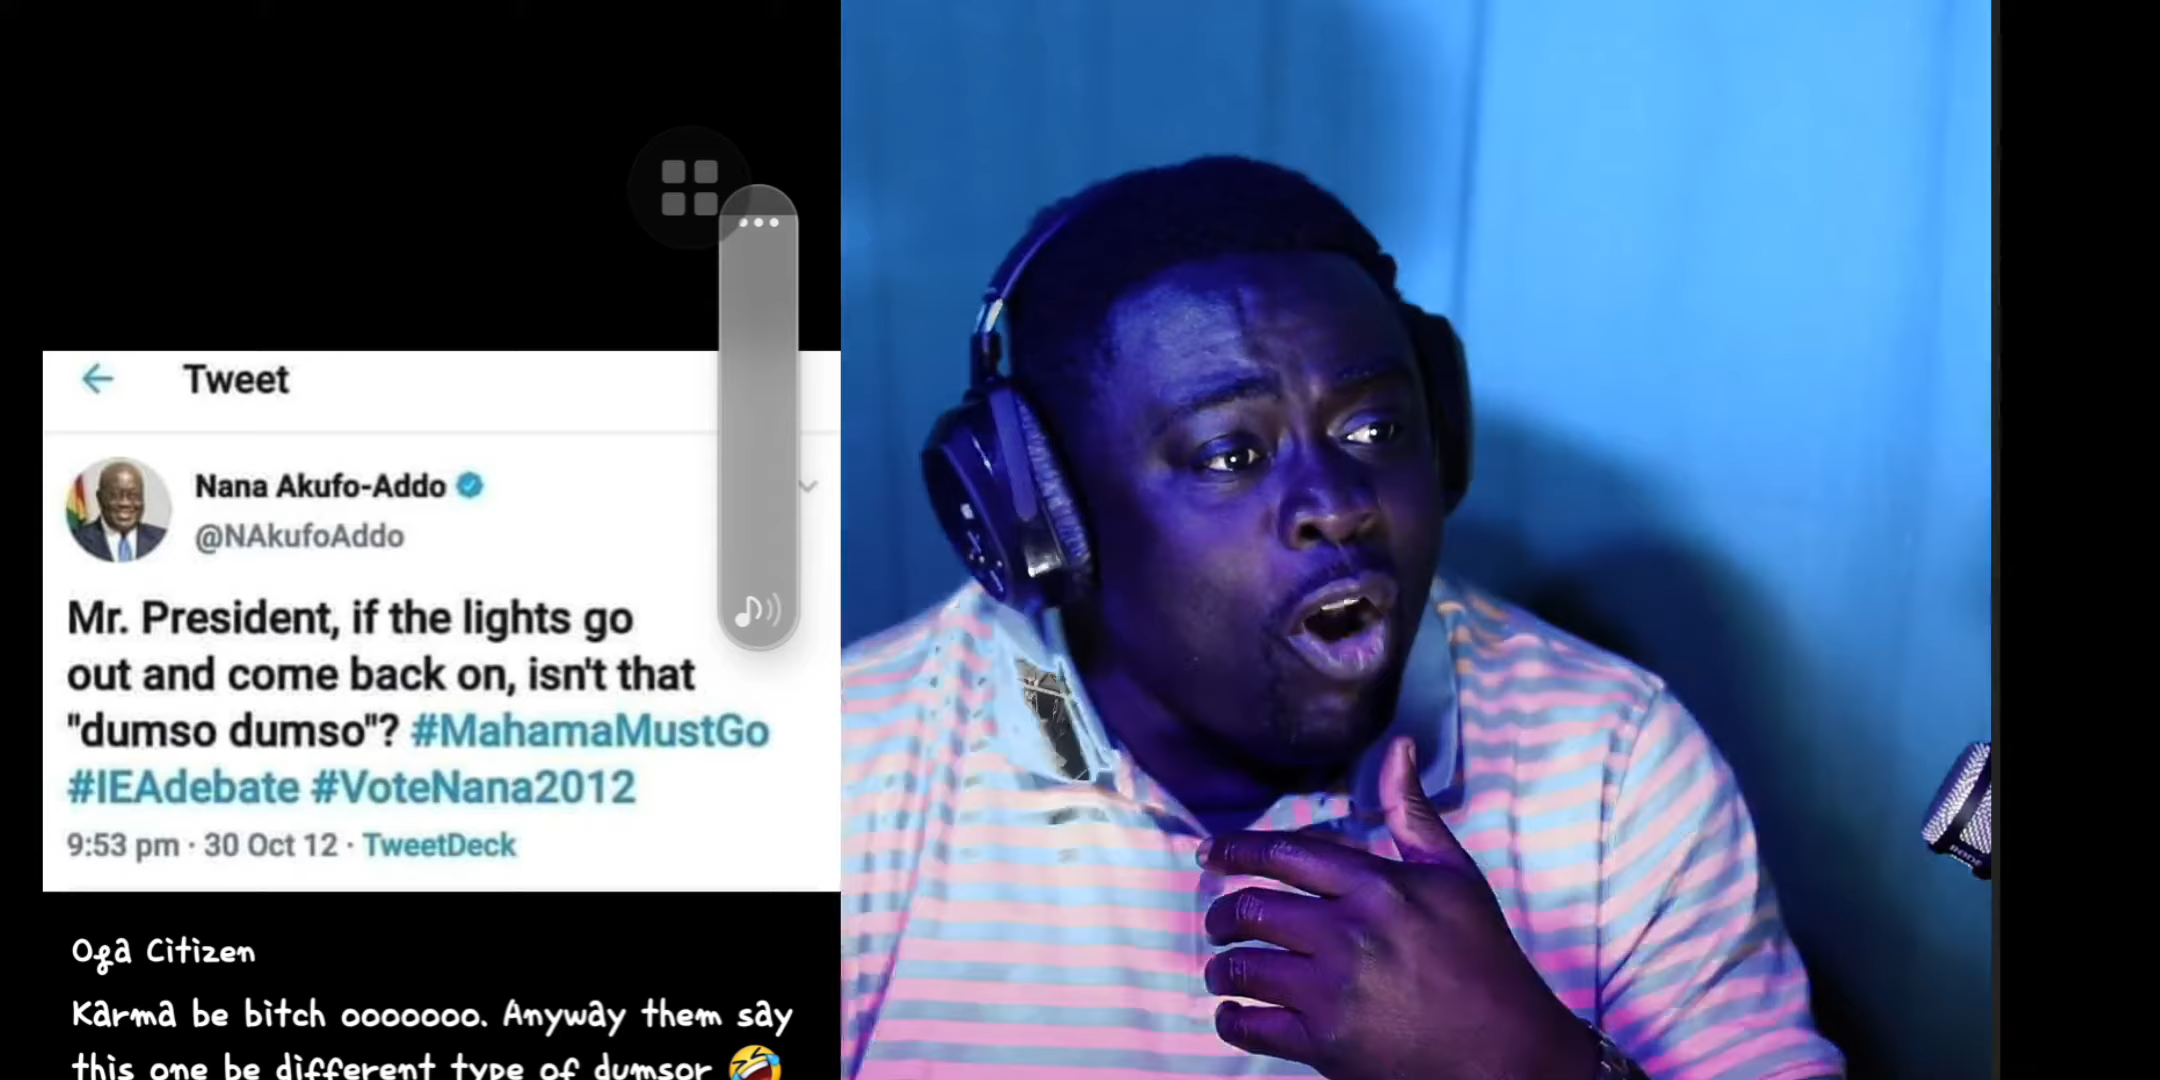 Tweet
Nana Akufo-Addo
@NAkufoAddo
Mr. President, if the lights go
out and come back on, isn't that
"dumso dumso"? #MahamaMustGo
#IEAdebate #VoteNana2012
9:53 pm · 30 Oct 12 · TweetDeck
Oga Citizen
Karma be bitch ooooooo. Anyway them say
this one be different type of dumsor 🤣
RODE